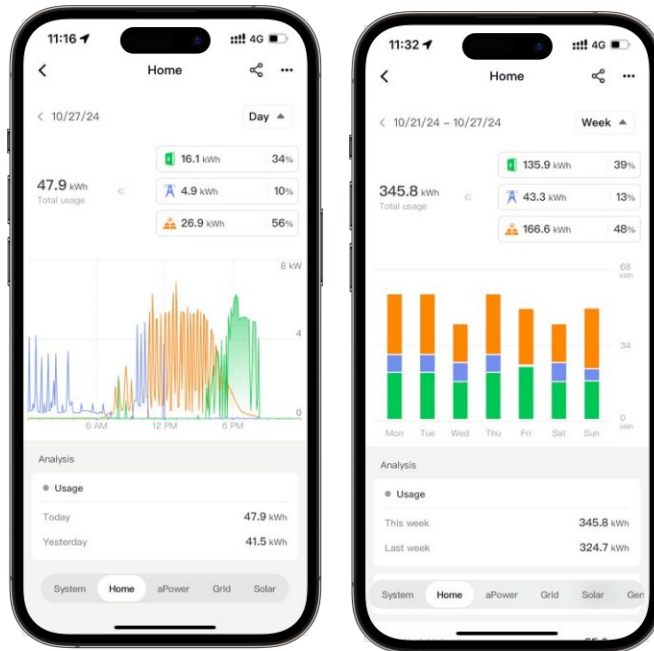 11:16
4G
Home
10/27/24
Day
16.1 kWh 34%
47.9 kWh
Total usage
4.9 kWh 10%
26.9 kWh 56%
8 kW
4
0
6 AM 12 PM 6 PM
Analysis
Usage
Today 47.9 kWh
Yesterday 41.5 kWh
System Home aPower Grid Solar
11:32
4G
Home
10/21/24 – 10/27/24
Week
135.9 kWh 39%
345.8 kWh
Total usage
43.3 kWh 13%
166.6 kWh 48%
68
kWh
34
0
kWh
Mon Tue Wed Thu Fri Sat Sun
Analysis
Usage
This week 345.8 kWh
Last week 324.7 kWh
System Home aPower Grid Solar Gen